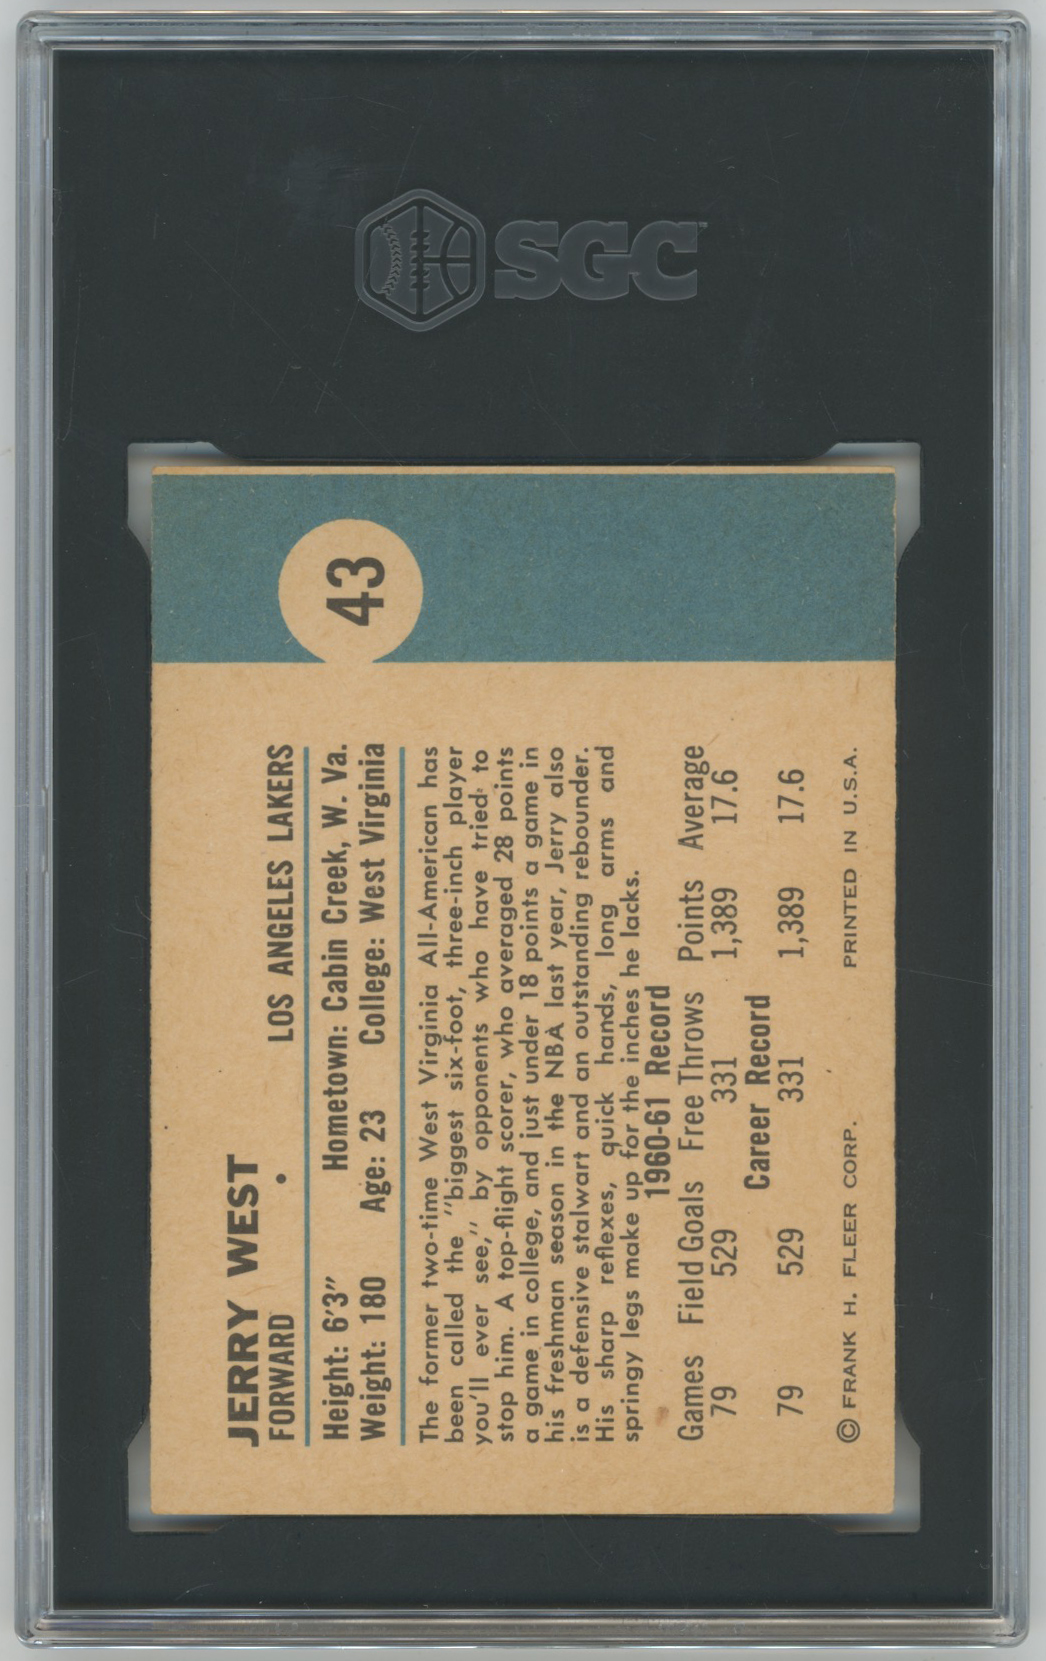 SGC
43
JERRY WEST
FORWARD • LOS ANGELES LAKERS
Height: 6'3" Hometown: Cabin Creek, W. Va.
Weight: 180 Age: 23 College: West Virginia
The former two-time West Virginia All-American has
been called the "biggest six-foot, three-inch player
you'll ever see," by opponents who have tried to
stop him. A top-flight scorer, who averaged 28 points
a game in college, and just under 18 points a game in
his freshman season in the NBA last year, Jerry also
is a defensive stalwart and an outstanding rebounder.
His sharp reflexes, quick hands, long arms and
springy legs make up for the inches he lacks.
1960-61 Record
Games Field Goals Free Throws Points Average
79 529 331 1,389 17.6
Career Record
79 529 331 1,389 17.6
© FRANK H. FLEER CORP. PRINTED IN U.S.A.